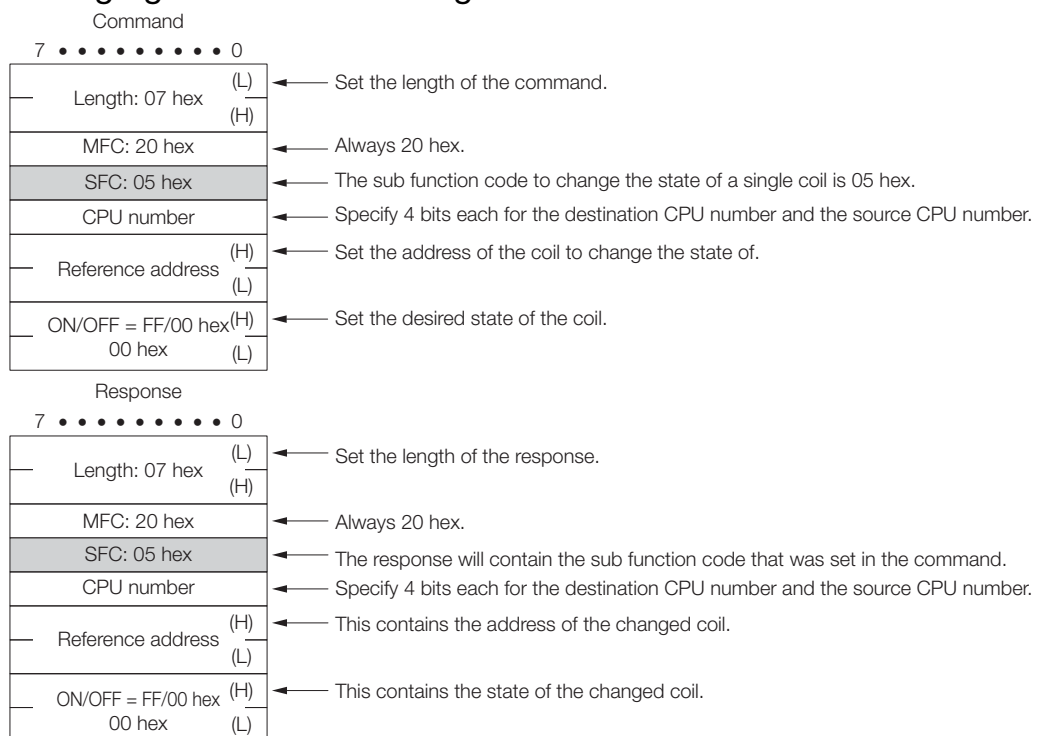 Command
7 • • • • • • • • • 0
(L)
Length: 07 hex
(H)
Set the length of the command.
MFC: 20 hex
Always 20 hex.
SFC: 05 hex
The sub function code to change the state of a single coil is 05 hex.
CPU number
Specify 4 bits each for the destination CPU number and the source CPU number.
(H)
Reference address
(L)
Set the address of the coil to change the state of.
ON/OFF = FF/00 hex (H)
00 hex (L)
Set the desired state of the coil.
Response
7 • • • • • • • • • 0
(L)
Length: 07 hex
(H)
Set the length of the response.
MFC: 20 hex
Always 20 hex.
SFC: 05 hex
The response will contain the sub function code that was set in the command.
CPU number
Specify 4 bits each for the destination CPU number and the source CPU number.
(H)
Reference address
(L)
This contains the address of the changed coil.
ON/OFF = FF/00 hex (H)
00 hex (L)
This contains the state of the changed coil.